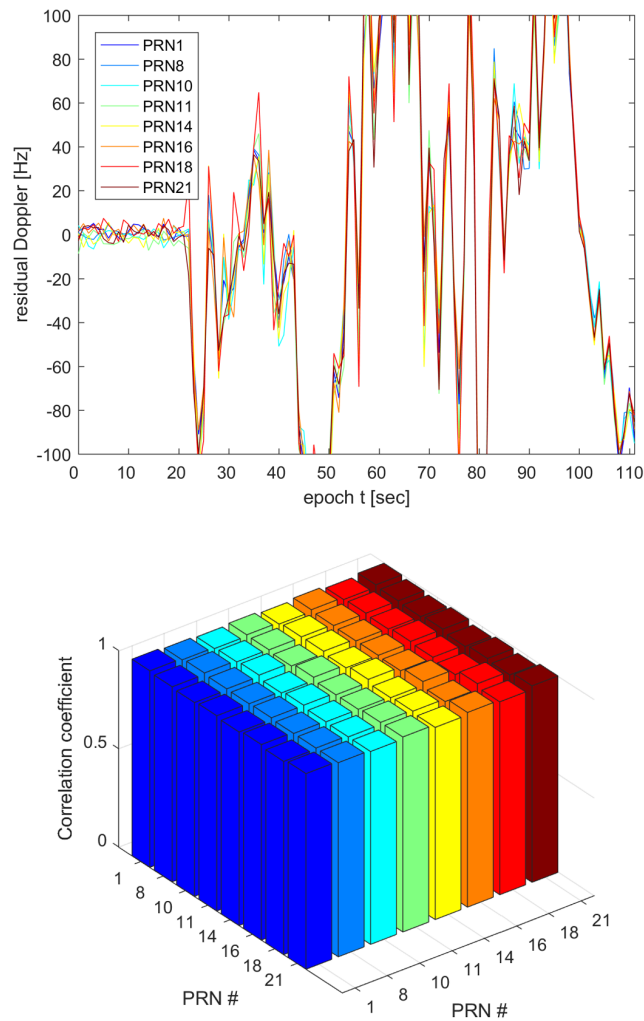 100
80
60
40
20
0
-20
-40
-60
-80
-100
residual Doppler [Hz]
PRN1
PRN8
PRN10
PRN11
PRN14
PRN16
PRN18
PRN21
0 10 20 30 40 50 60 70 80 90 100 110
epoch t [sec]
1
0.5
0
Correlation coefficient
1 8 10 11 14 16 18 21
PRN #
1 8 10 11 14 16 18 21
PRN #